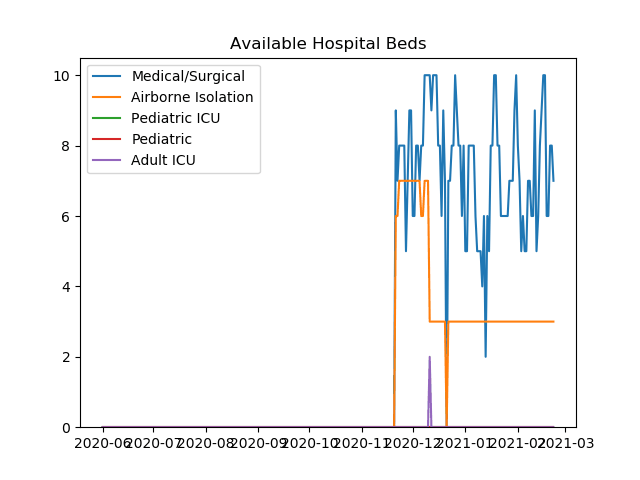 Available Hospital Beds
10
8
6
4
2
0
Medical/Surgical
Airborne Isolation
Pediatric ICU
Pediatric
Adult ICU
2020-06 2020-07 2020-08 2020-09 2020-10 2020-11 2020-12 2021-01 2021-02 2021-03